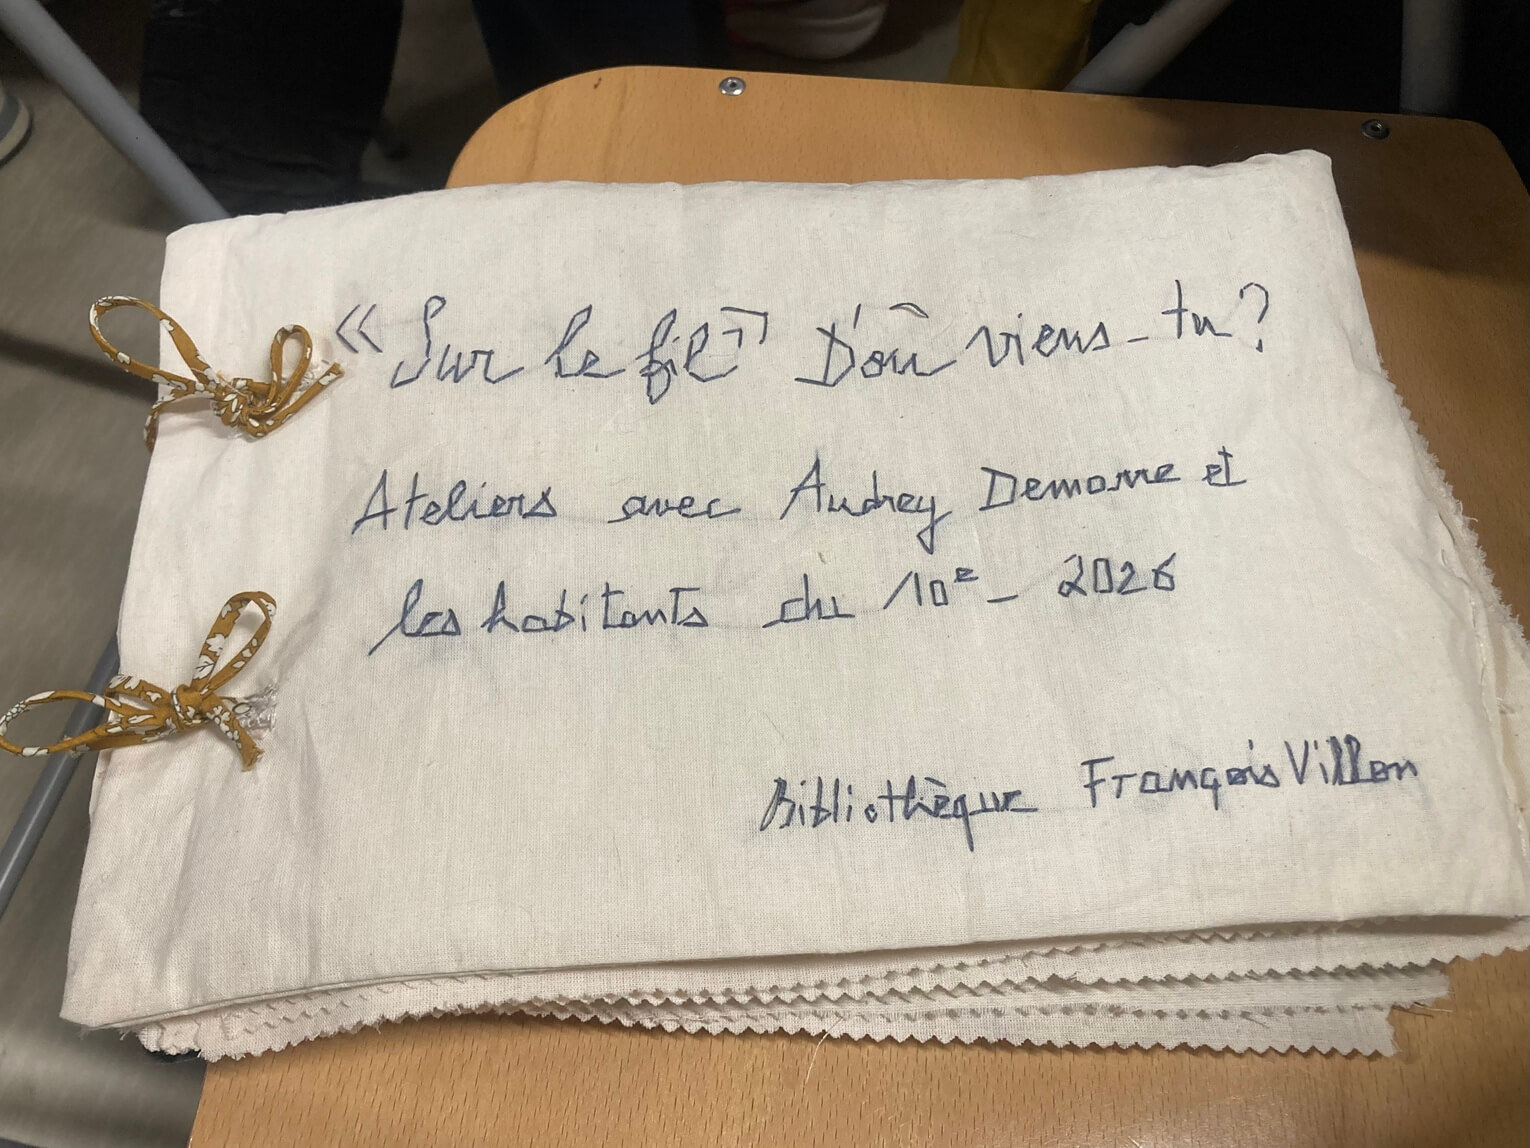 « Sur le fil » D'où viens-tu?
Ateliers avec Audrey Demarre et
les habitants du 10e - 2026
Bibliothèque François Villon